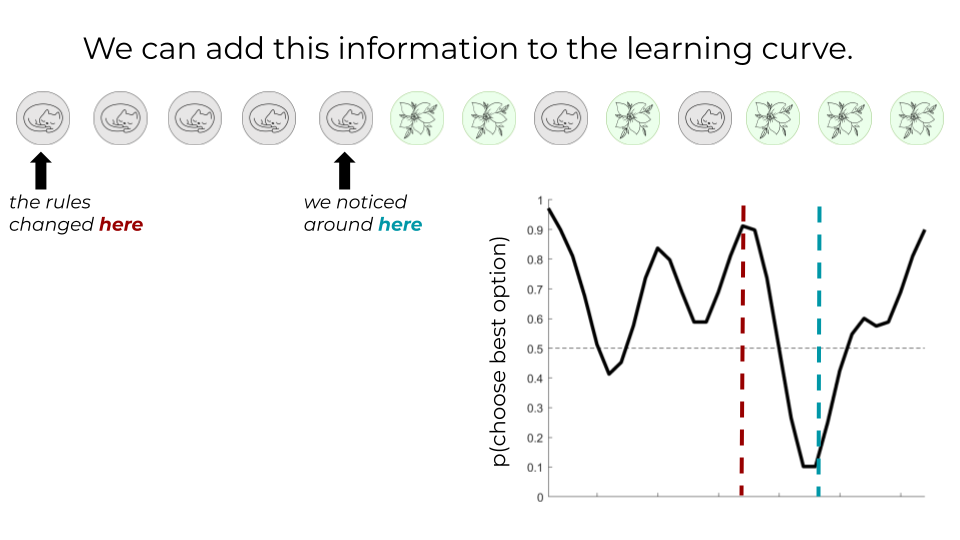 We can add this information to the learning curve.
the rules
changed here
we noticed
around here
p(choose best option)
1
0.9
0.8
0.7
0.6
0.5
0.4
0.3
0.2
0.1
0